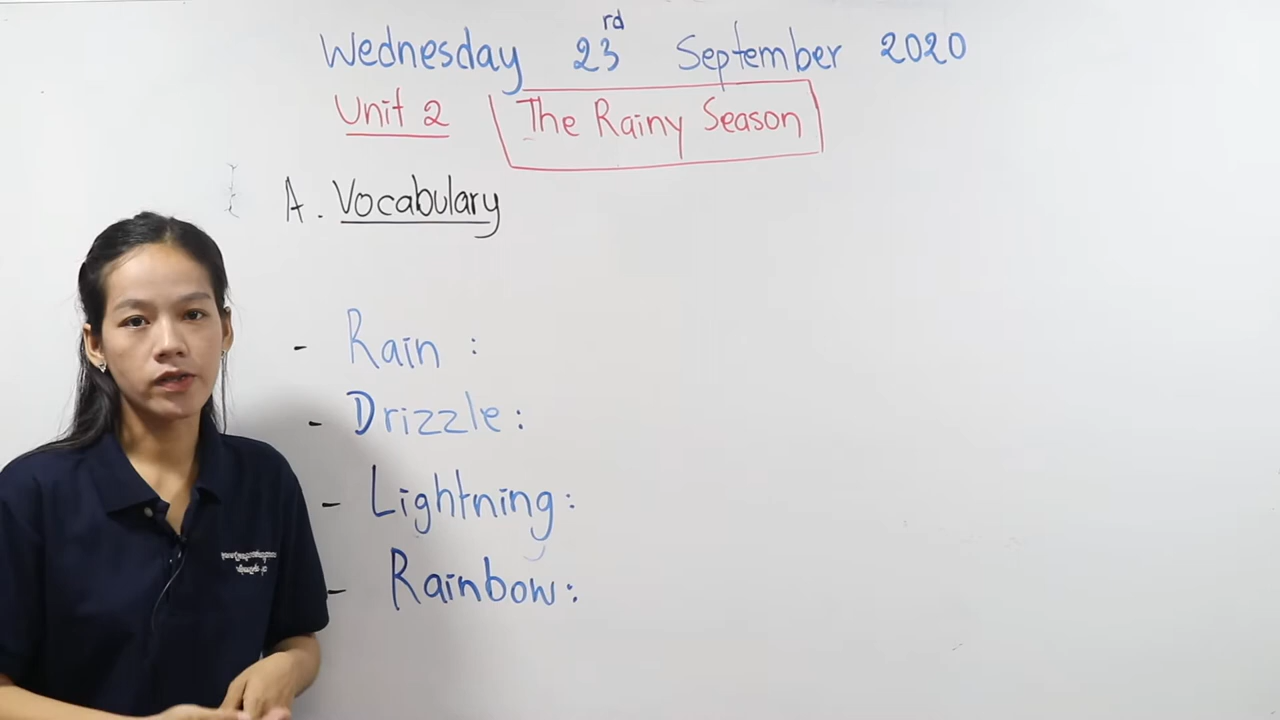 Wednesday 23rd September 2020
Unit 2 The Rainy Season
A. Vocabulary
- Rain :
- Drizzle:
- Lightning:
- Rainbow: